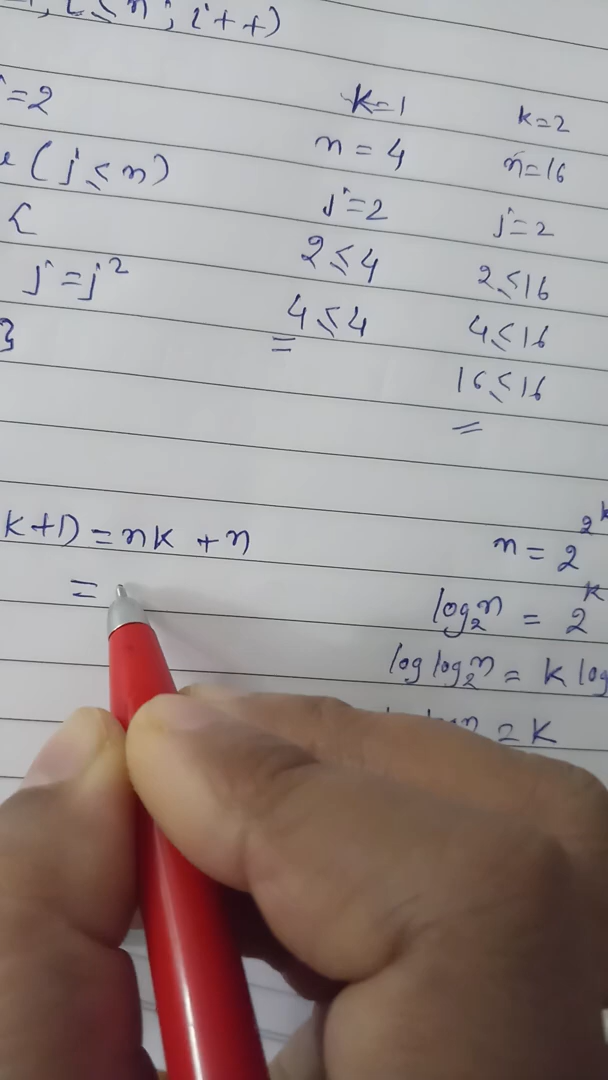 , i ≤ n ; i++)
j=2
(j ≤ n)
{
j = j²
}
k=1
n = 4
j=2
2 ≤ 4
4 ≤ 4
=
k=2
n=16
j=2
2 ≤ 16
4 ≤ 16
16 ≤ 16
=
k+1) = nk + n
=
n = 2^2^k
log₂n = 2^k
log log₂n = k log
= k